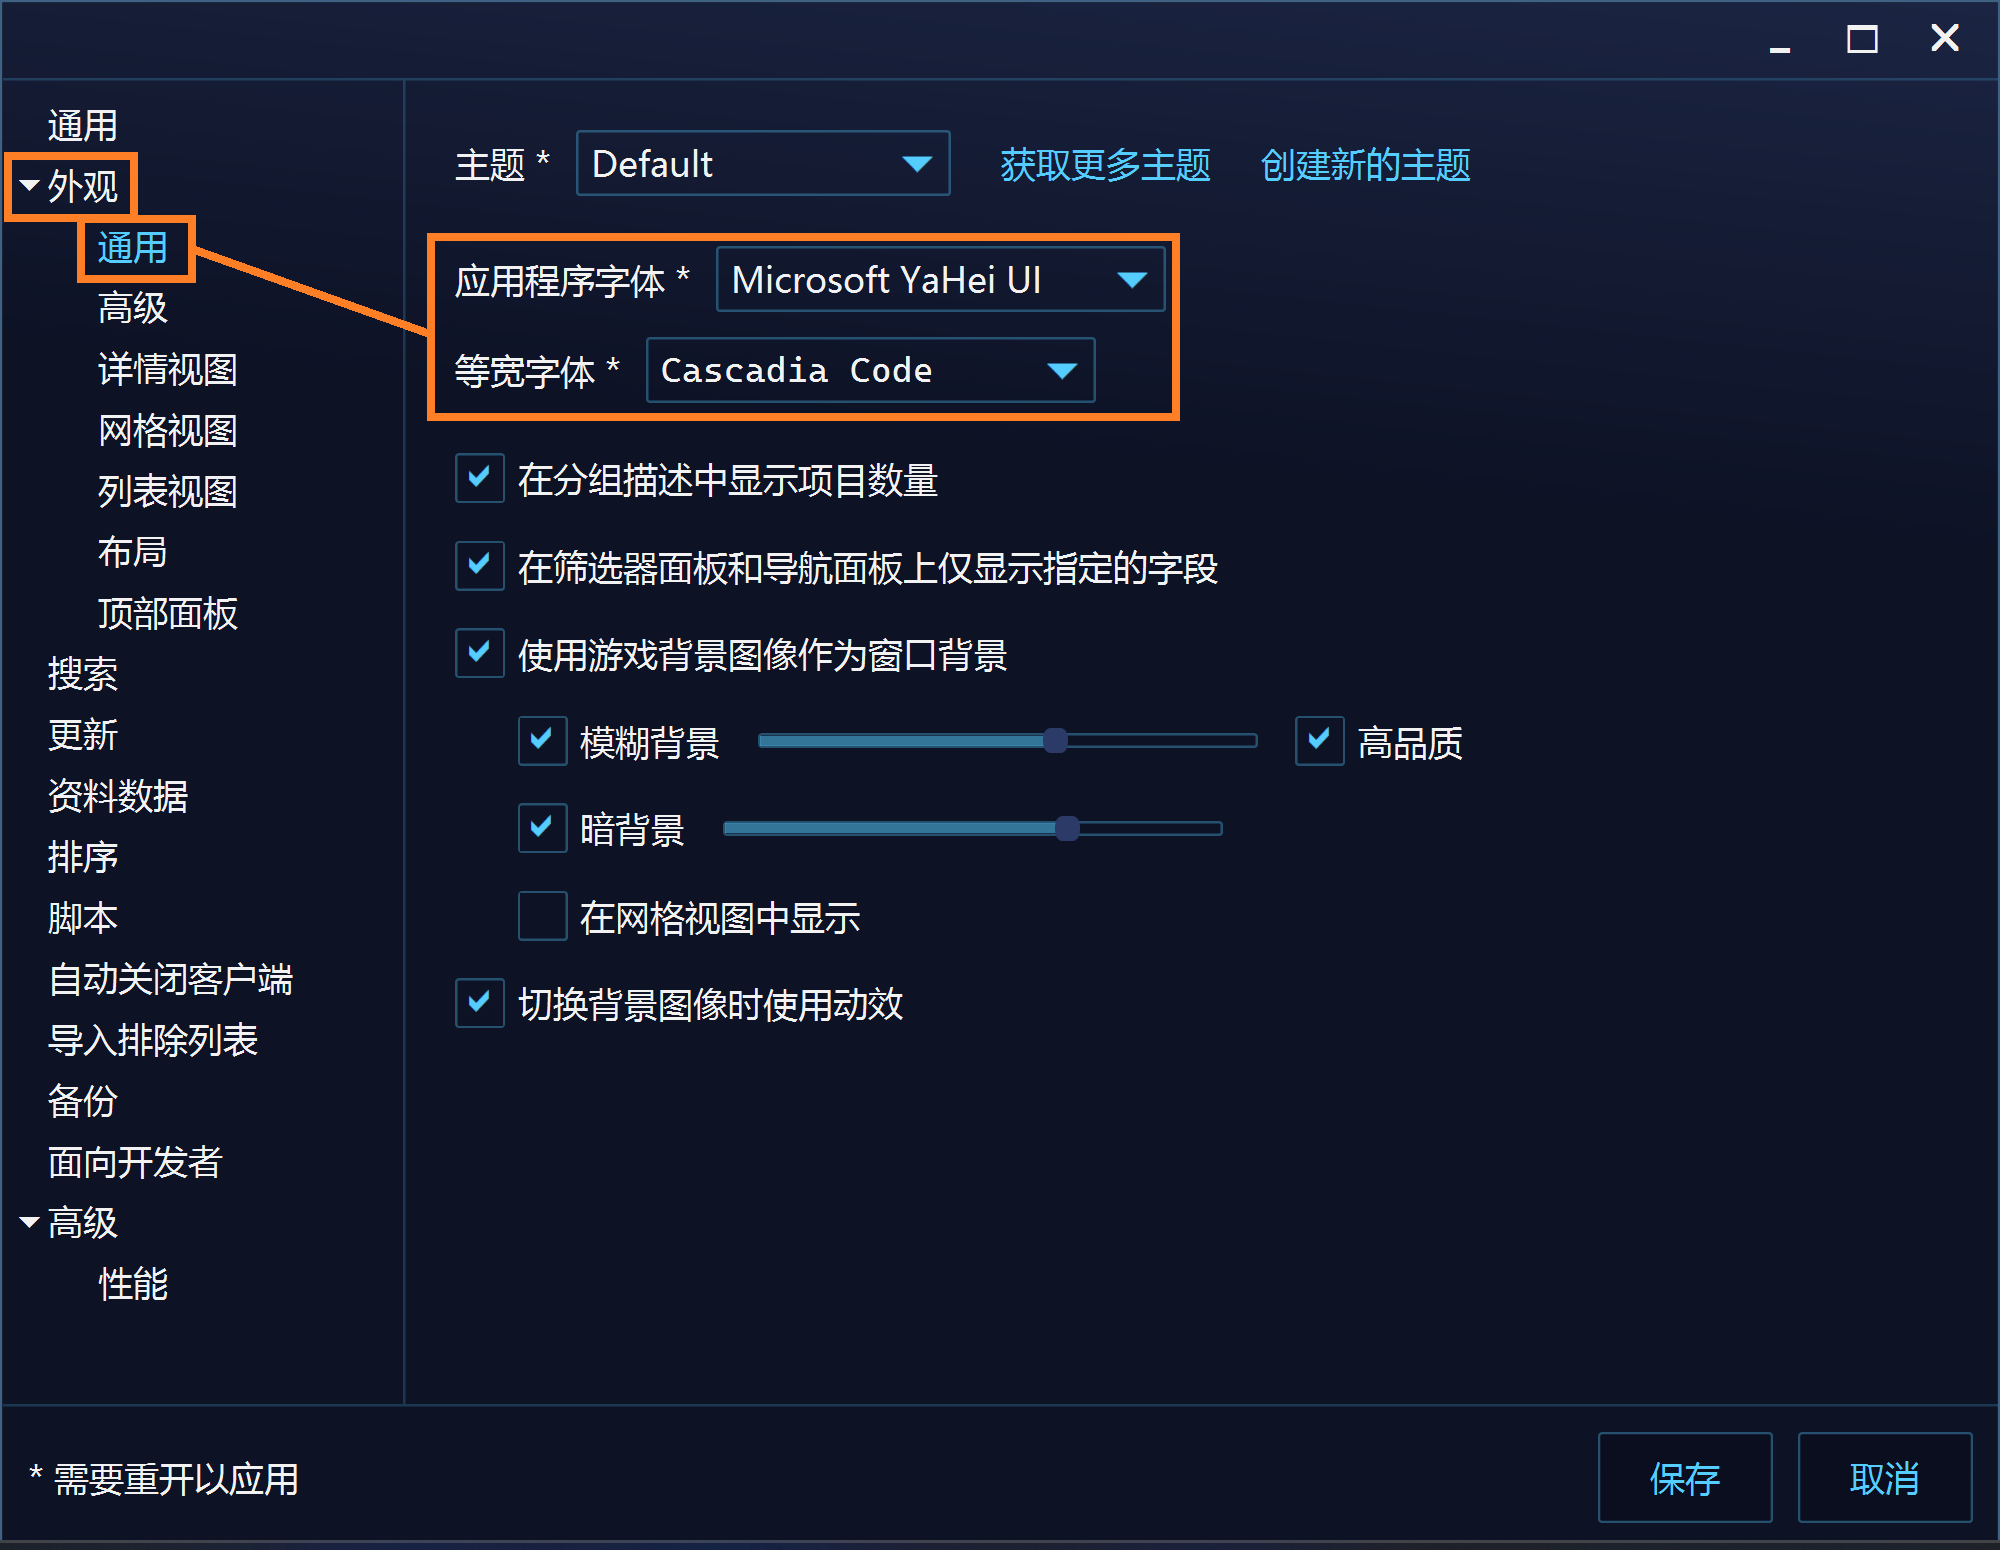 通用
外观
通用
高级
详情视图
网格视图
列表视图
布局
顶部面板
搜索
更新
资料数据
排序
脚本
自动关闭客户端
导入排除列表
备份
面向开发者
高级
性能
主题 * Default 获取更多主题 创建新的主题
应用程序字体 * Microsoft YaHei UI
等宽字体 * Cascadia Code
在分组描述中显示项目数量
在筛选器面板和导航面板上仅显示指定的字段
使用游戏背景图像作为窗口背景
模糊背景 高品质
暗背景
在网格视图中显示
切换背景图像时使用动效
* 需要重开以应用
保存 取消